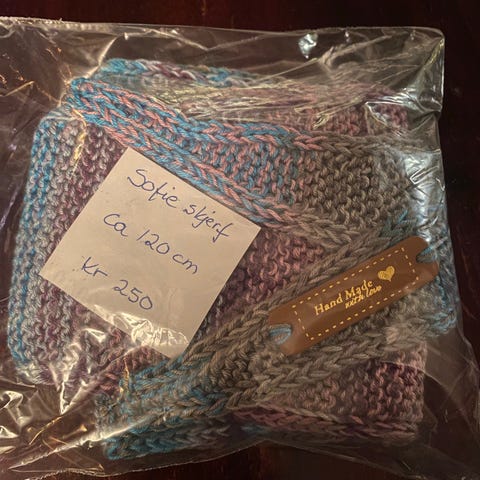 Sofie skjerf
ca 120 cm
kr 250
Hand Made
with love